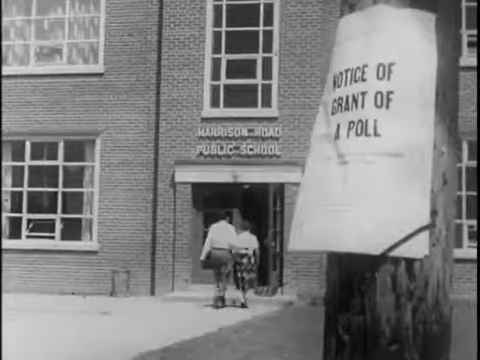 HARRISON ROAD
PUBLIC SCHOOL
NOTICE OF
GRANT OF
A POLL